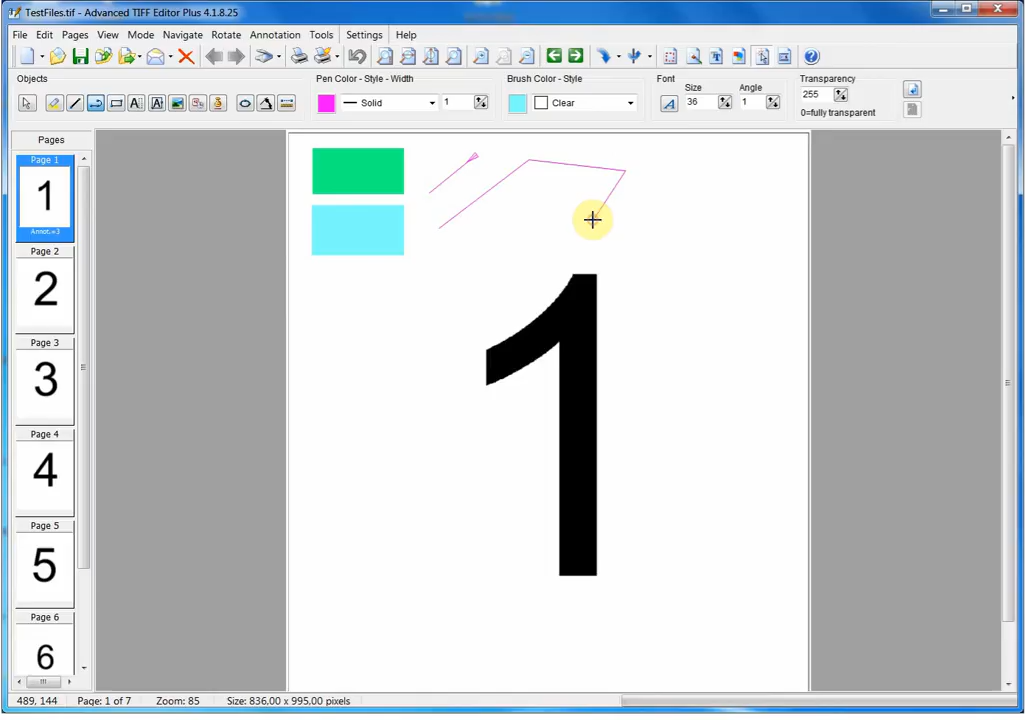 TestFiles.tif - Advanced TIFF Editor Plus 4.1.8.25
File Edit Pages View Mode Navigate Rotate Annotation Tools Settings Help
Objects Pen Color - Style - Width Brush Color - Style Font Size Angle Transparency
Solid 1 Clear 36 1 255
0=fully transparent
Pages
Page 1
1
Annot.=3
Page 2
2
Page 3
3
Page 4
4
Page 5
5
Page 6
6
1
489, 144 Page: 1 of 7 Zoom: 85 Size: 836,00 x 995,00 pixels